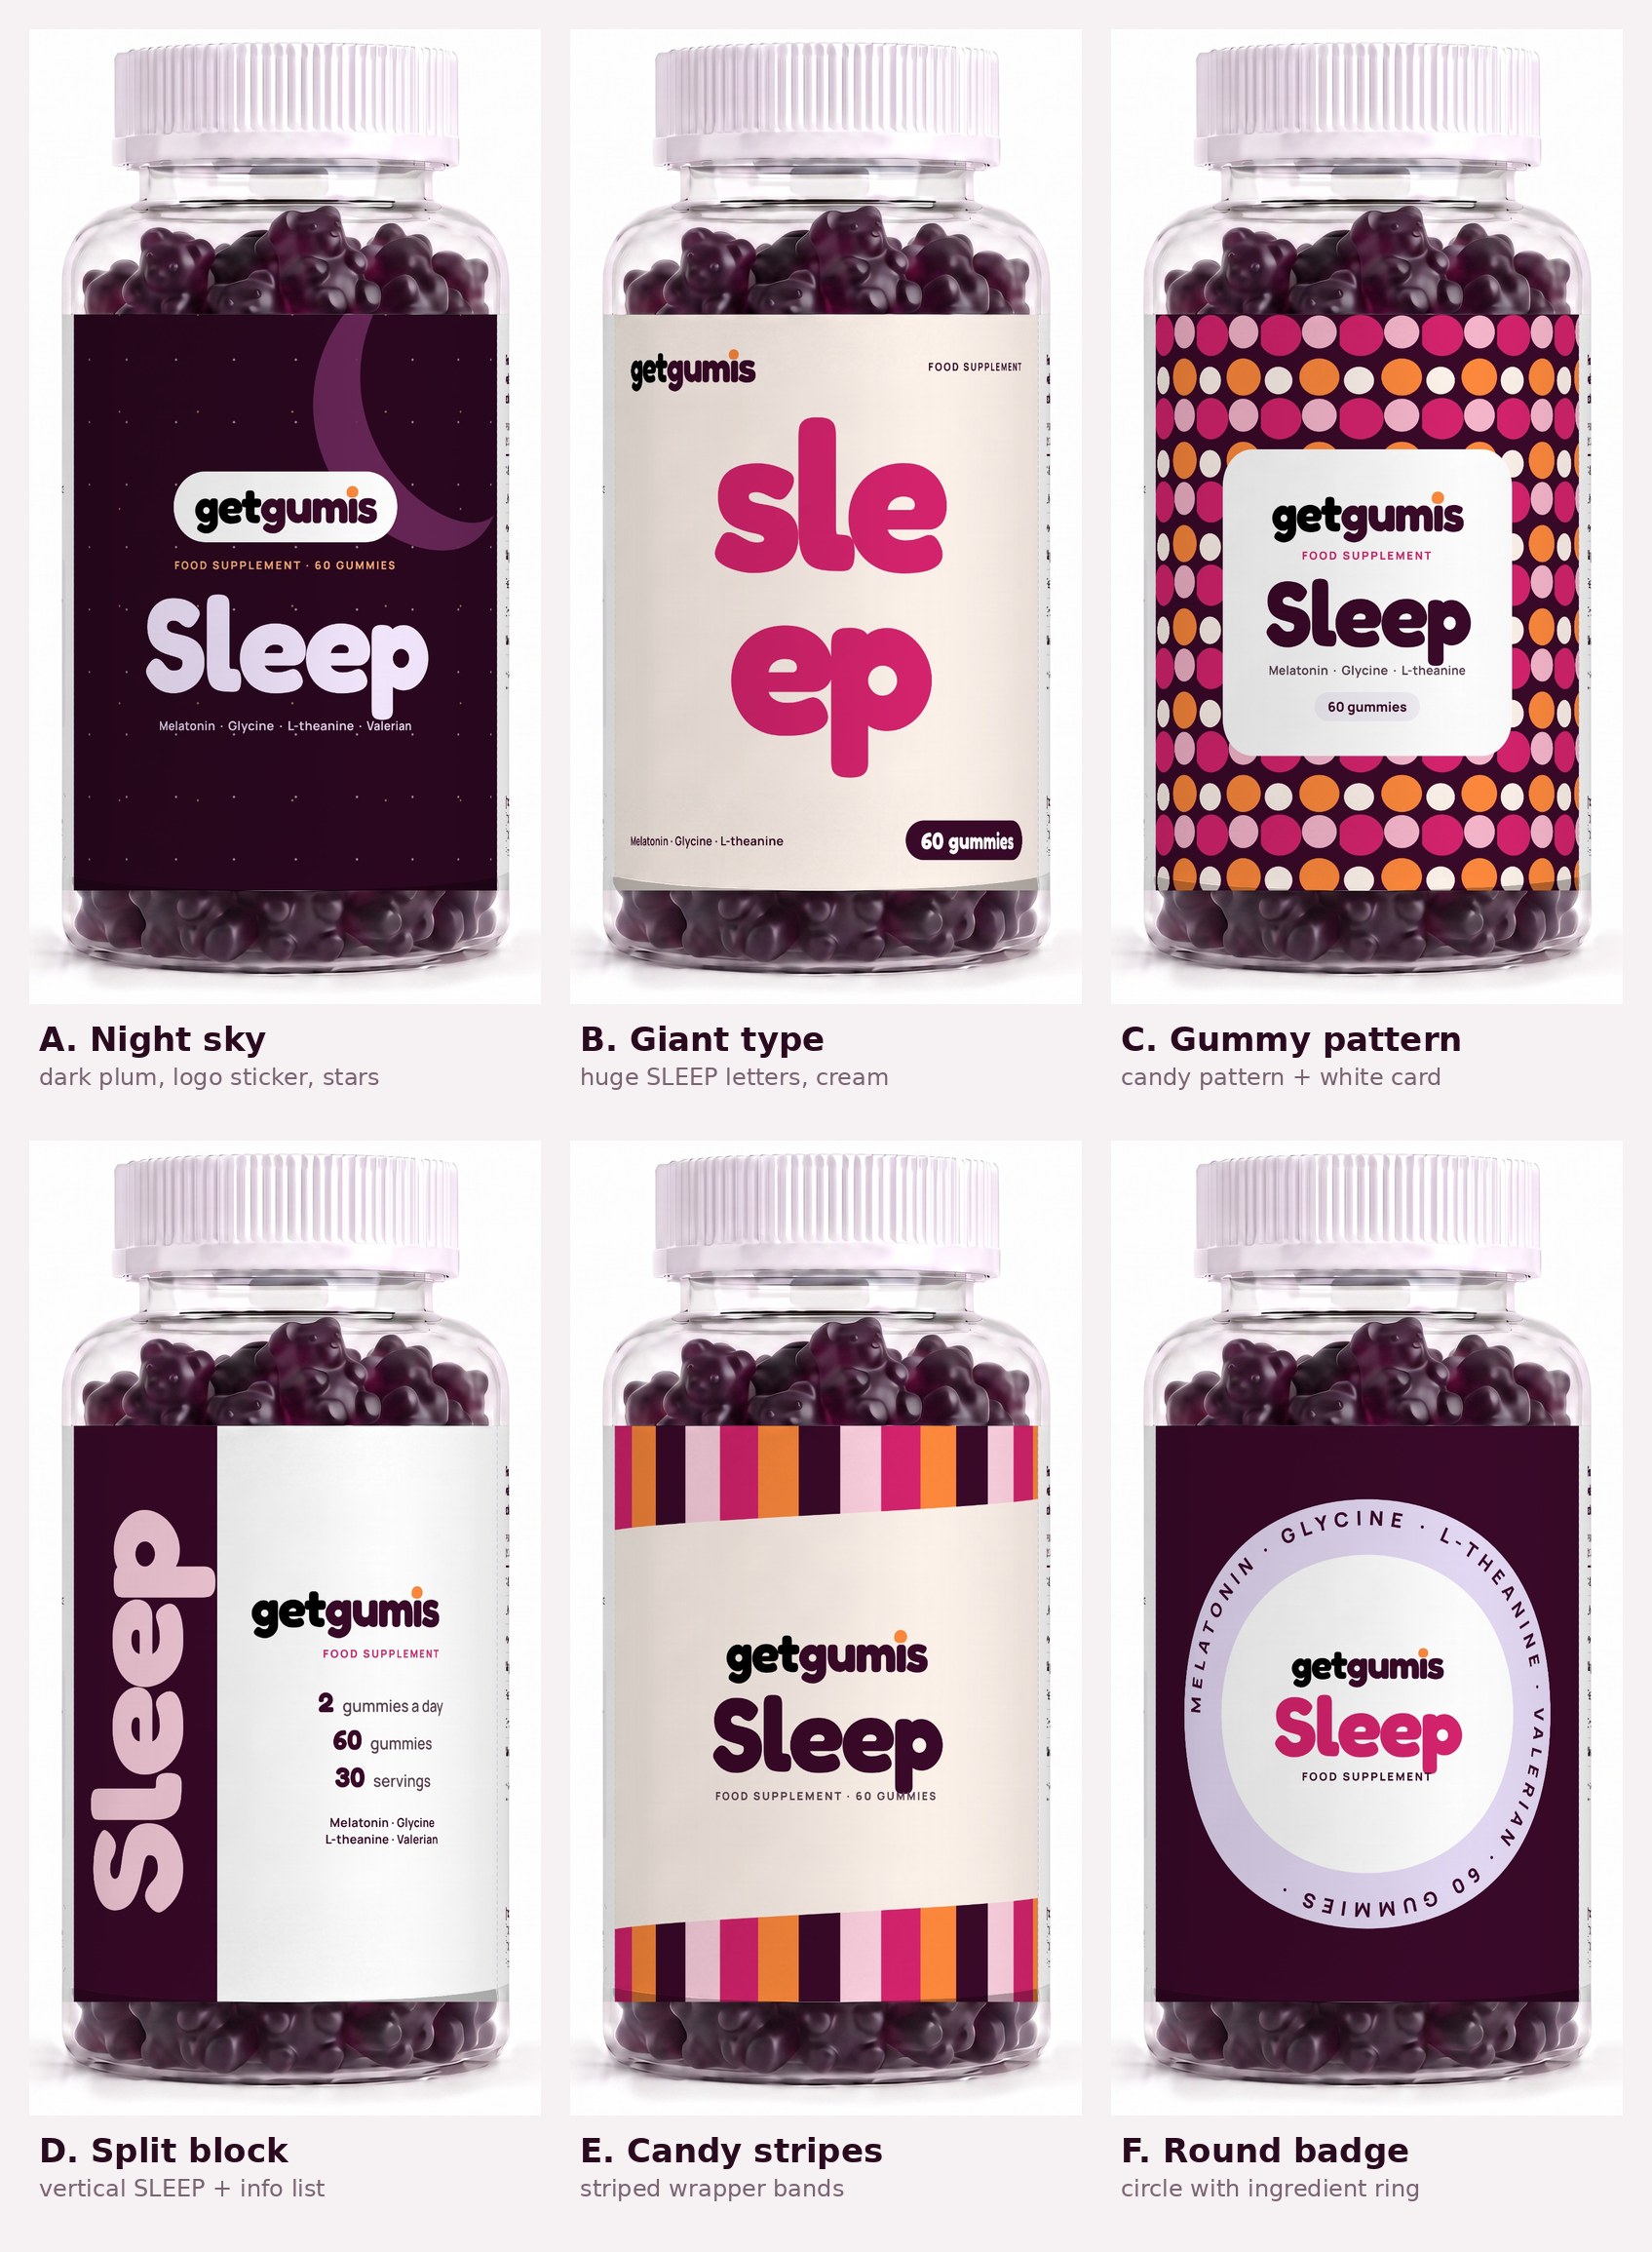 getgumis
FOOD SUPPLEMENT · 60 GUMMIES
Sleep
Melatonin · Glycine · L-theanine · Valerian
A. Night sky
dark plum, logo sticker, stars
getgumis
FOOD SUPPLEMENT
sle
ep
Melatonin · Glycine · L-theanine
60 gummies
B. Giant type
huge SLEEP letters, cream
getgumis
FOOD SUPPLEMENT
Sleep
Melatonin · Glycine · L-theanine
60 gummies
C. Gummy pattern
candy pattern + white card
Sleep
getgumis
FOOD SUPPLEMENT
2 gummies a day
60 gummies
30 servings
Melatonin · Glycine
L-theanine · Valerian
D. Split block
vertical SLEEP + info list
getgumis
Sleep
FOOD SUPPLEMENT · 60 GUMMIES
E. Candy stripes
striped wrapper bands
MELATONIN · GLYCINE · L-THEANINE · VALERIAN · 60 GUMMIES ·
getgumis
Sleep
FOOD SUPPLEMENT
F. Round badge
circle with ingredient ring